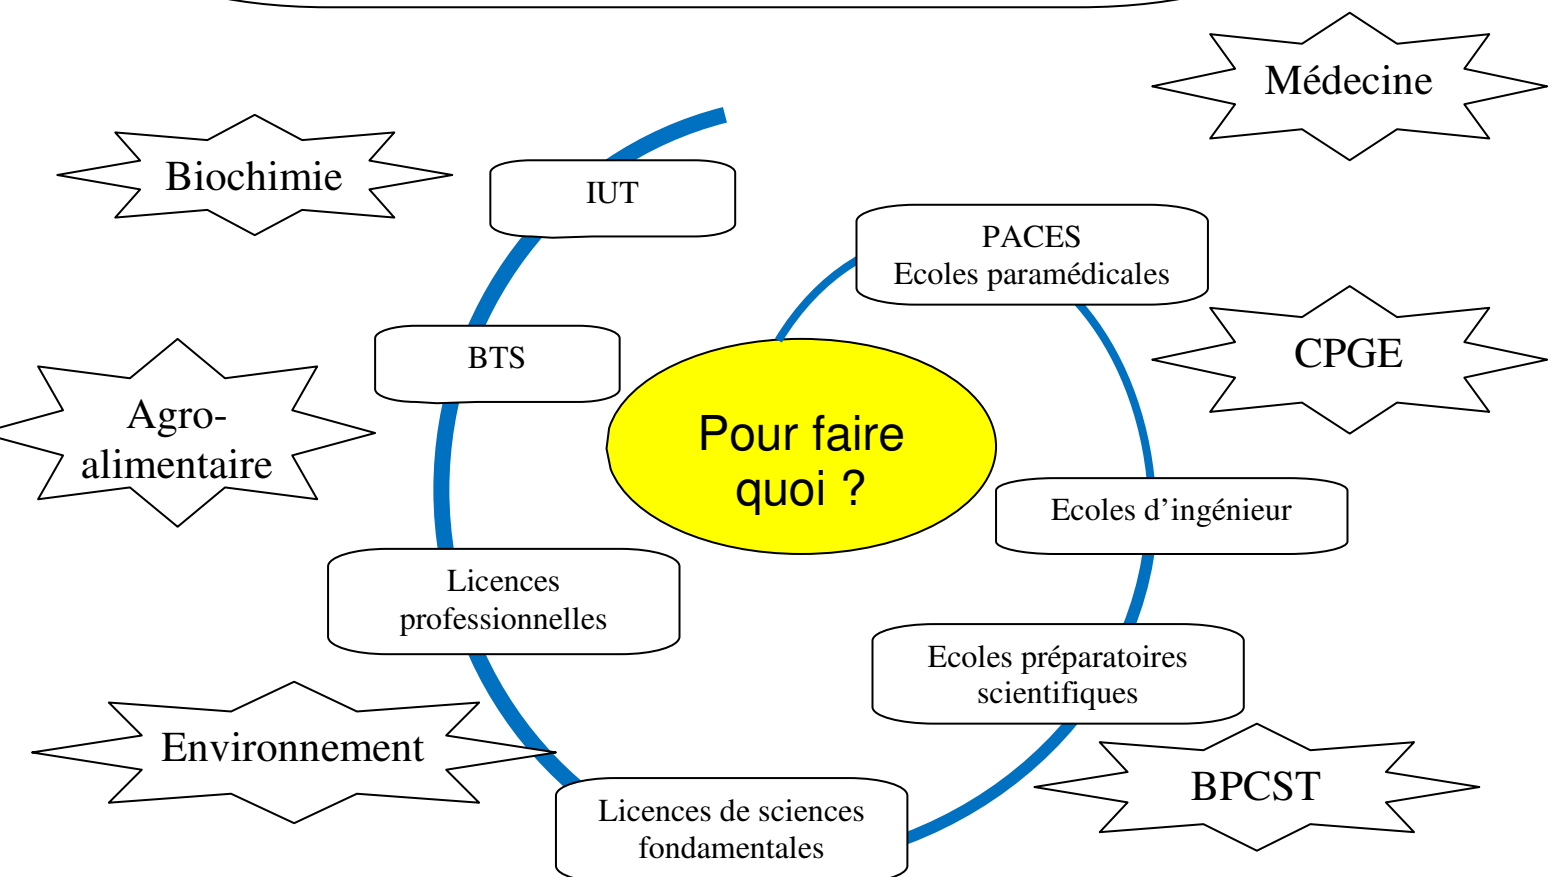 Médecine
Biochimie
IUT
PACES
Ecoles paramédicales
BTS
CPGE
Agro-
alimentaire
Pour faire
quoi ?
Ecoles d’ingénieur
Licences
professionnelles
Ecoles préparatoires
scientifiques
Environnement
BPCST
Licences de sciences
fondamentales